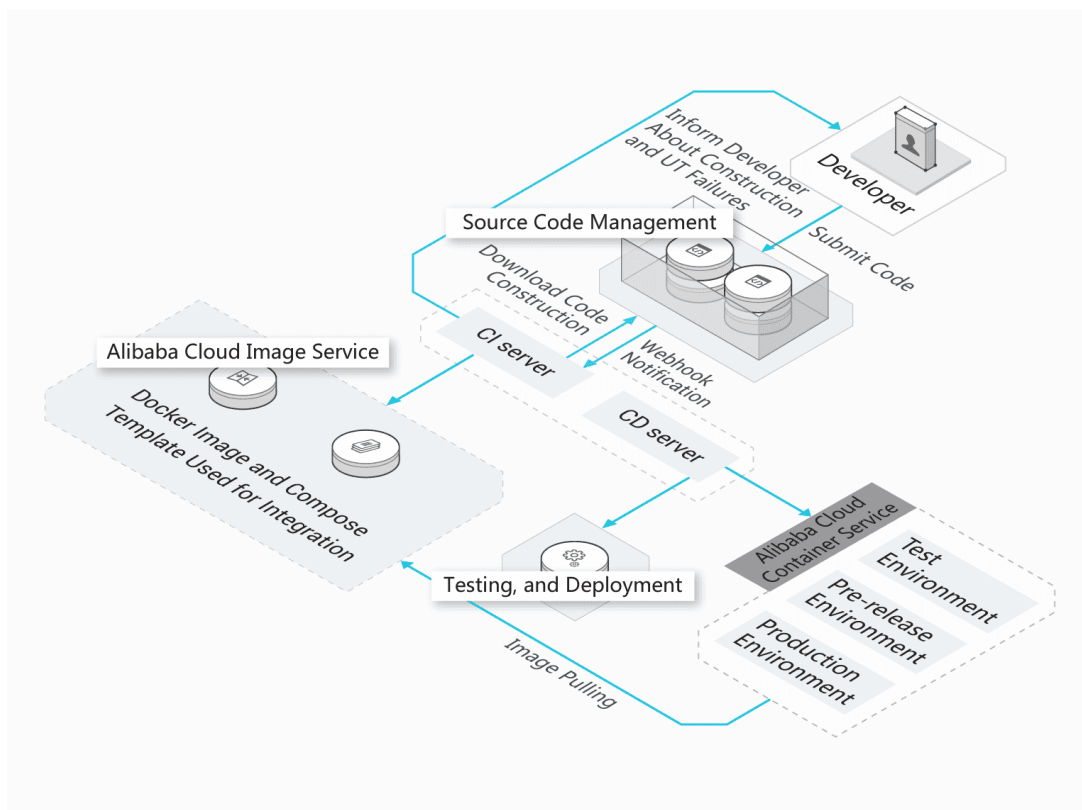 Inform Developer
About Construction
and UT Failures
Developer
Source Code Management
Submit Code
Download Code
Construction
CI server
Webhook
Notification
Alibaba Cloud Image Service
Docker Image and Compose
Template Used for Integration
CD server
Alibaba Cloud
Container Service
Test
Environment
Pre-release
Environment
Production
Environment
Testing, and Deployment
Image Pulling